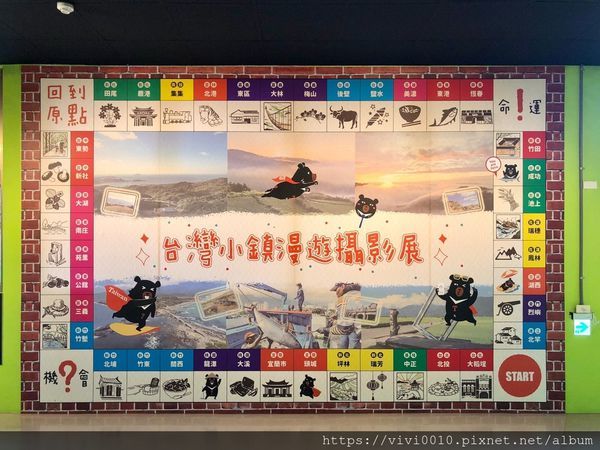 回到
原點
田尾
鹿港
集集
北港
東區
大林
梅山
後壁
鹽水
美濃
東港
恆春
命!運
東勢
新社
大湖
南庄
苑裡
公館
三義
竹塹
竹田
成功
池上
瑞穗
鳳林
湖西
烈嶼
北竿
台灣小鎮漫遊攝影展
Taiwan
機?會
北埔
竹東
關西
龍潭
大溪
宜蘭市
頭城
坪林
瑞芳
中正
北投
大稻埕
START
https://vivi0010.pixnet.net/album